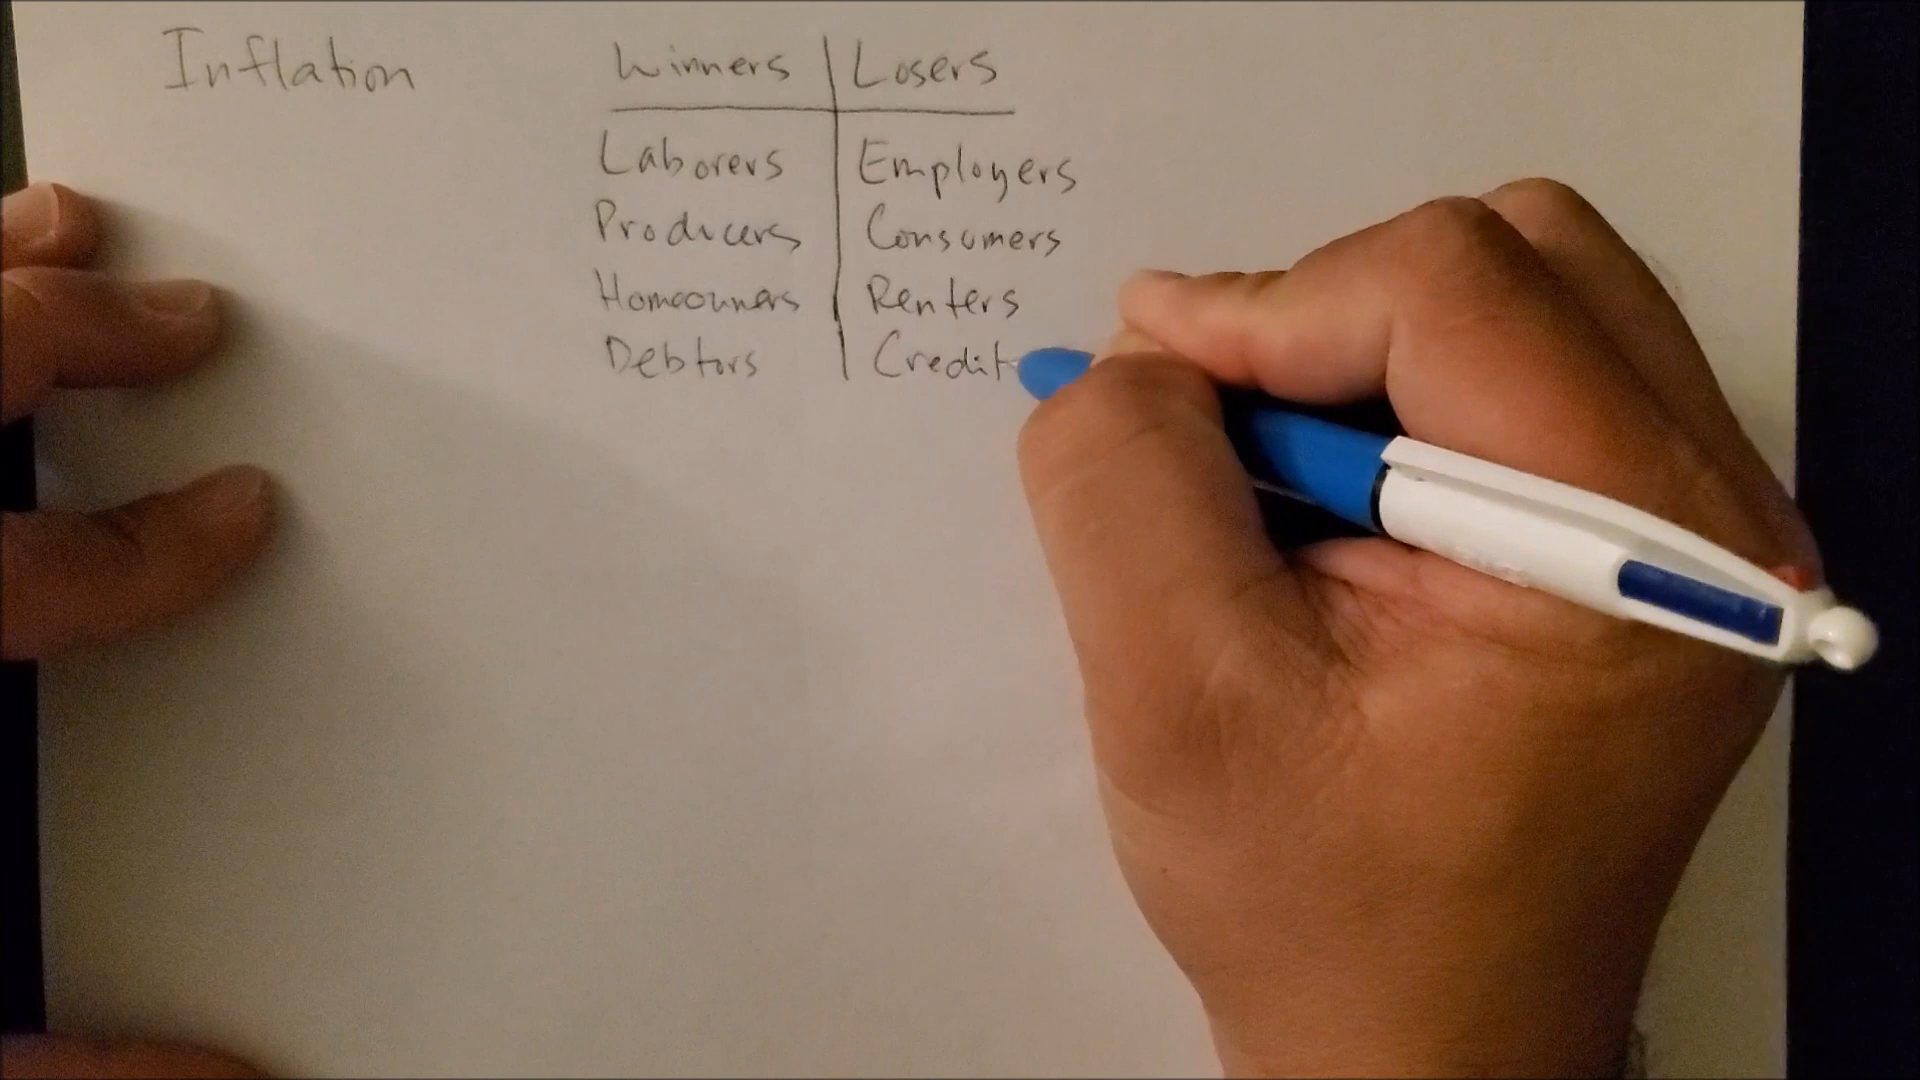 Inflation Winners Losers
Laborers Employers
Producers Consumers
Homeowners Renters
Debtors Credit